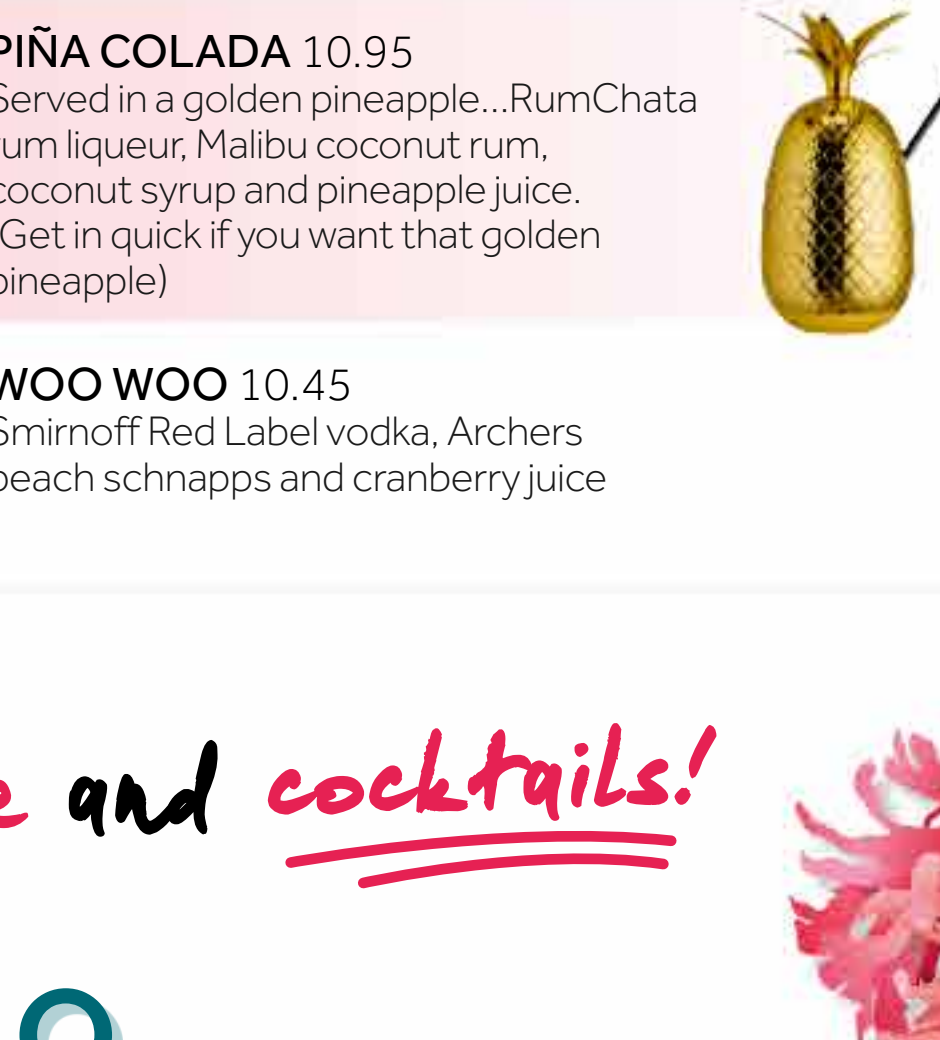 PIÑA COLADA 10.95
Served in a golden pineapple...RumChata
rum liqueur, Malibu coconut rum,
coconut syrup and pineapple juice.
(Get in quick if you want that golden
pineapple)
WOO WOO 10.45
Smirnoff Red Label vodka, Archers
peach schnapps and cranberry juice
and cocktails!